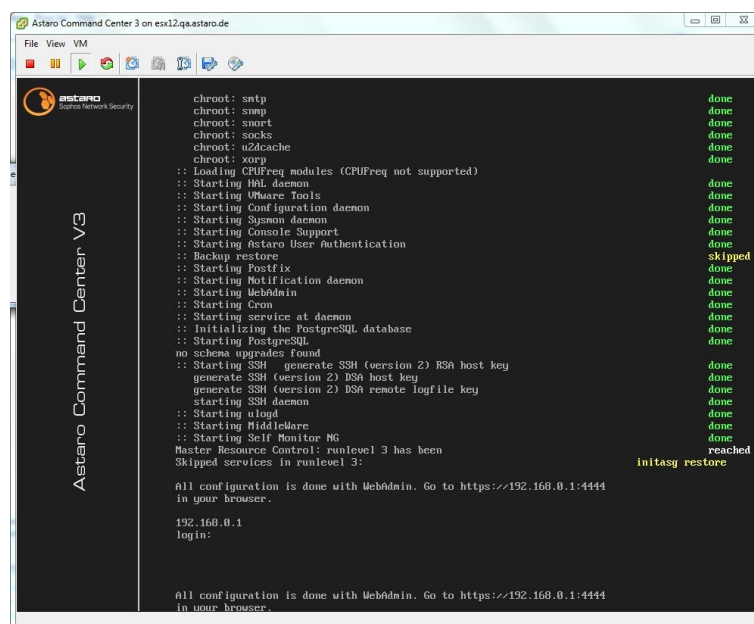 Astaro Command Center 3 on esx12.qa.astaro.de
File View VM
astaro
Sophos Network Security
Astaro Command Center V3
chroot: smtp done
chroot: snmp done
chroot: snort done
chroot: socks done
chroot: u2dcache done
chroot: xorp done
:: Loading CPUFreq modules (CPUFreq not supported)
:: Starting HAL daemon done
:: Starting VMware Tools done
:: Starting Configuration daemon done
:: Starting Sysmon daemon done
:: Starting Console Support done
:: Starting Astaro User Authentication done
:: Backup restore skipped
:: Starting Postfix done
:: Starting Notification daemon done
:: Starting WebAdmin done
:: Starting Cron done
:: Starting service at daemon done
:: Initializing the PostgreSQL database done
:: Starting PostgreSQL done
no schema upgrades found
:: Starting SSH generate SSH (version 2) RSA host key done
generate SSH (version 2) DSA host key done
generate SSH (version 2) DSA remote logfile key done
starting SSH daemon done
:: Starting ulogd done
:: Starting MiddleWare done
:: Starting Self Monitor NG done
Master Resource Control: runlevel 3 has been reached
Skipped services in runlevel 3: initasg restore
All configuration is done with WebAdmin. Go to https://192.168.0.1:4444
in your browser.
192.168.0.1
login:
All configuration is done with WebAdmin. Go to https://192.168.0.1:4444
in your browser.